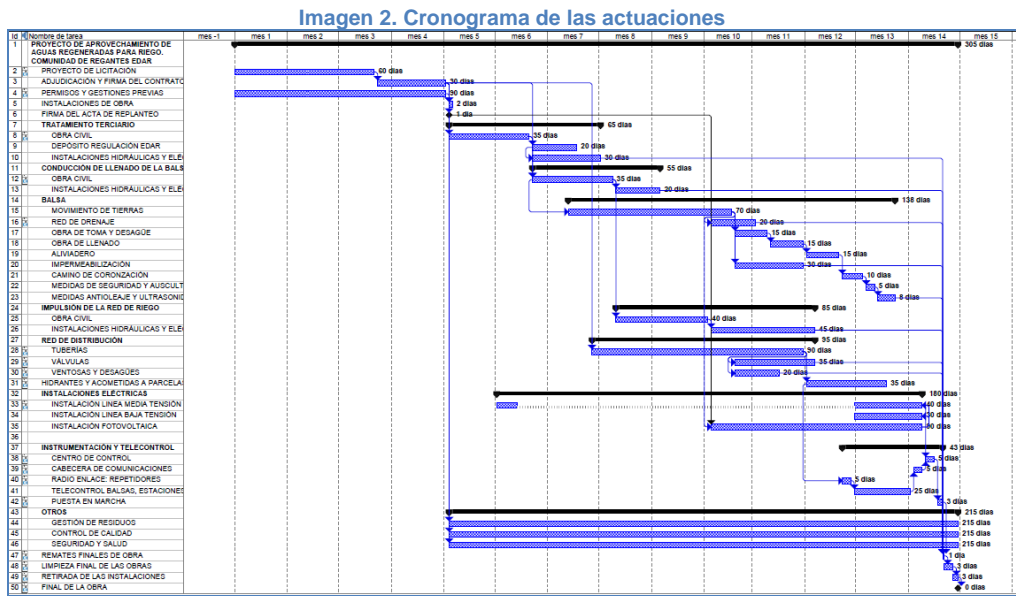 Imagen 2. Cronograma de las actuaciones
Id Nombre de tarea mes -1 mes 1 mes 2 mes 3 mes 4 mes 5 mes 6 mes 7 mes 8 mes 9 mes 10 mes 11 mes 12 mes 13 mes 14 mes 15
1 PROYECTO DE APROVECHAMIENTO DE 305 días
AGUAS REGENERADAS PARA RIEGO.
COMUNIDAD DE REGANTES EDAR
2 PROYECTO DE LICITACIÓN 60 días
3 ADJUDICACIÓN Y FIRMA DEL CONTRATO 30 días
4 PERMISOS Y GESTIONES PREVIAS 90 días
5 INSTALACIONES DE OBRA 2 días
6 FIRMA DEL ACTA DE REPLANTEO 1 día
7 TRATAMIENTO TERCIARIO 65 días
8 OBRA CIVIL 35 días
9 DEPÓSITO REGULACIÓN EDAR 20 días
10 INSTALACIONES HIDRÁULICAS Y ELÉ 30 días
11 CONDUCCIÓN DE LLENADO DE LA BALS 55 días
12 OBRA CIVIL 35 días
13 INSTALACIONES HIDRÁULICAS Y ELÉ 20 días
14 BALSA 138 días
15 MOVIMIENTO DE TIERRAS 70 días
16 RED DE DRENAJE 20 días
17 OBRA DE TOMA Y DESAGÜE 15 días
18 OBRA DE LLENADO 15 días
19 ALIVIADERO 15 días
20 IMPERMEABILIZACIÓN 30 días
21 CAMINO DE CORONZACIÓN 10 días
22 MEDIDAS DE SEGURIDAD Y AUSCULT 5 días
23 MEDIDAS ANTIOLEAJE Y ULTRASONID 8 días
24 IMPULSIÓN DE LA RED DE RIEGO 85 días
25 OBRA CIVIL 40 días
26 INSTALACIONES HIDRÁULICAS Y ELÉ 45 días
27 RED DE DISTRIBUCIÓN 95 días
28 TUBERÍAS 90 días
29 VÁLVULAS 35 días
30 VENTOSAS Y DESAGÜES 20 días
31 HIDRANTES Y ACOMETIDAS A PARCELA 35 días
32 INSTALACIONES ELÉCTRICAS 180 días
33 INSTALACIÓN LINEA MEDIA TENSIÓN 40 días
34 INSTALACIÓN LINEA BAJA TENSIÓN 30 días
35 INSTALACIÓN FOTOVOLTAICA 90 días
36
37 INSTRUMENTACIÓN Y TELECONTROL 43 días
38 CENTRO DE CONTROL 5 días
39 CABECERA DE COMUNICACIONES 5 días
40 RADIO ENLACE: REPETIDORES 5 días
41 TELECONTROL BALSAS, ESTACIONES 25 días
42 PUESTA EN MARCHA 3 días
43 OTROS 215 días
44 GESTIÓN DE RESIDUOS 215 días
45 CONTROL DE CALIDAD 215 días
46 SEGURIDAD Y SALUD 215 días
47 REMATES FINALES DE OBRA 1 día
48 LIMPIEZA FINAL DE LAS OBRAS 3 días
49 RETIRADA DE LAS INSTALACIONES 3 días
50 FINAL DE LA OBRA 0 días